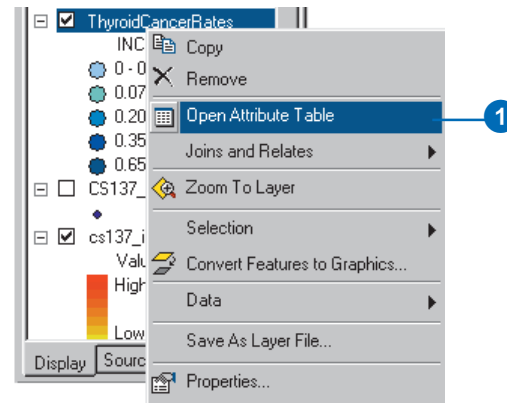 ThyroidCancerRates
INC
0 - 0
0.07
0.20
0.35
0.65
CS137_
cs137_i
Valu
High
Low
Display Sourc
Copy
Remove
Open Attribute Table
1
Joins and Relates
Zoom To Layer
Selection
Convert Features to Graphics...
Data
Save As Layer File...
Properties...